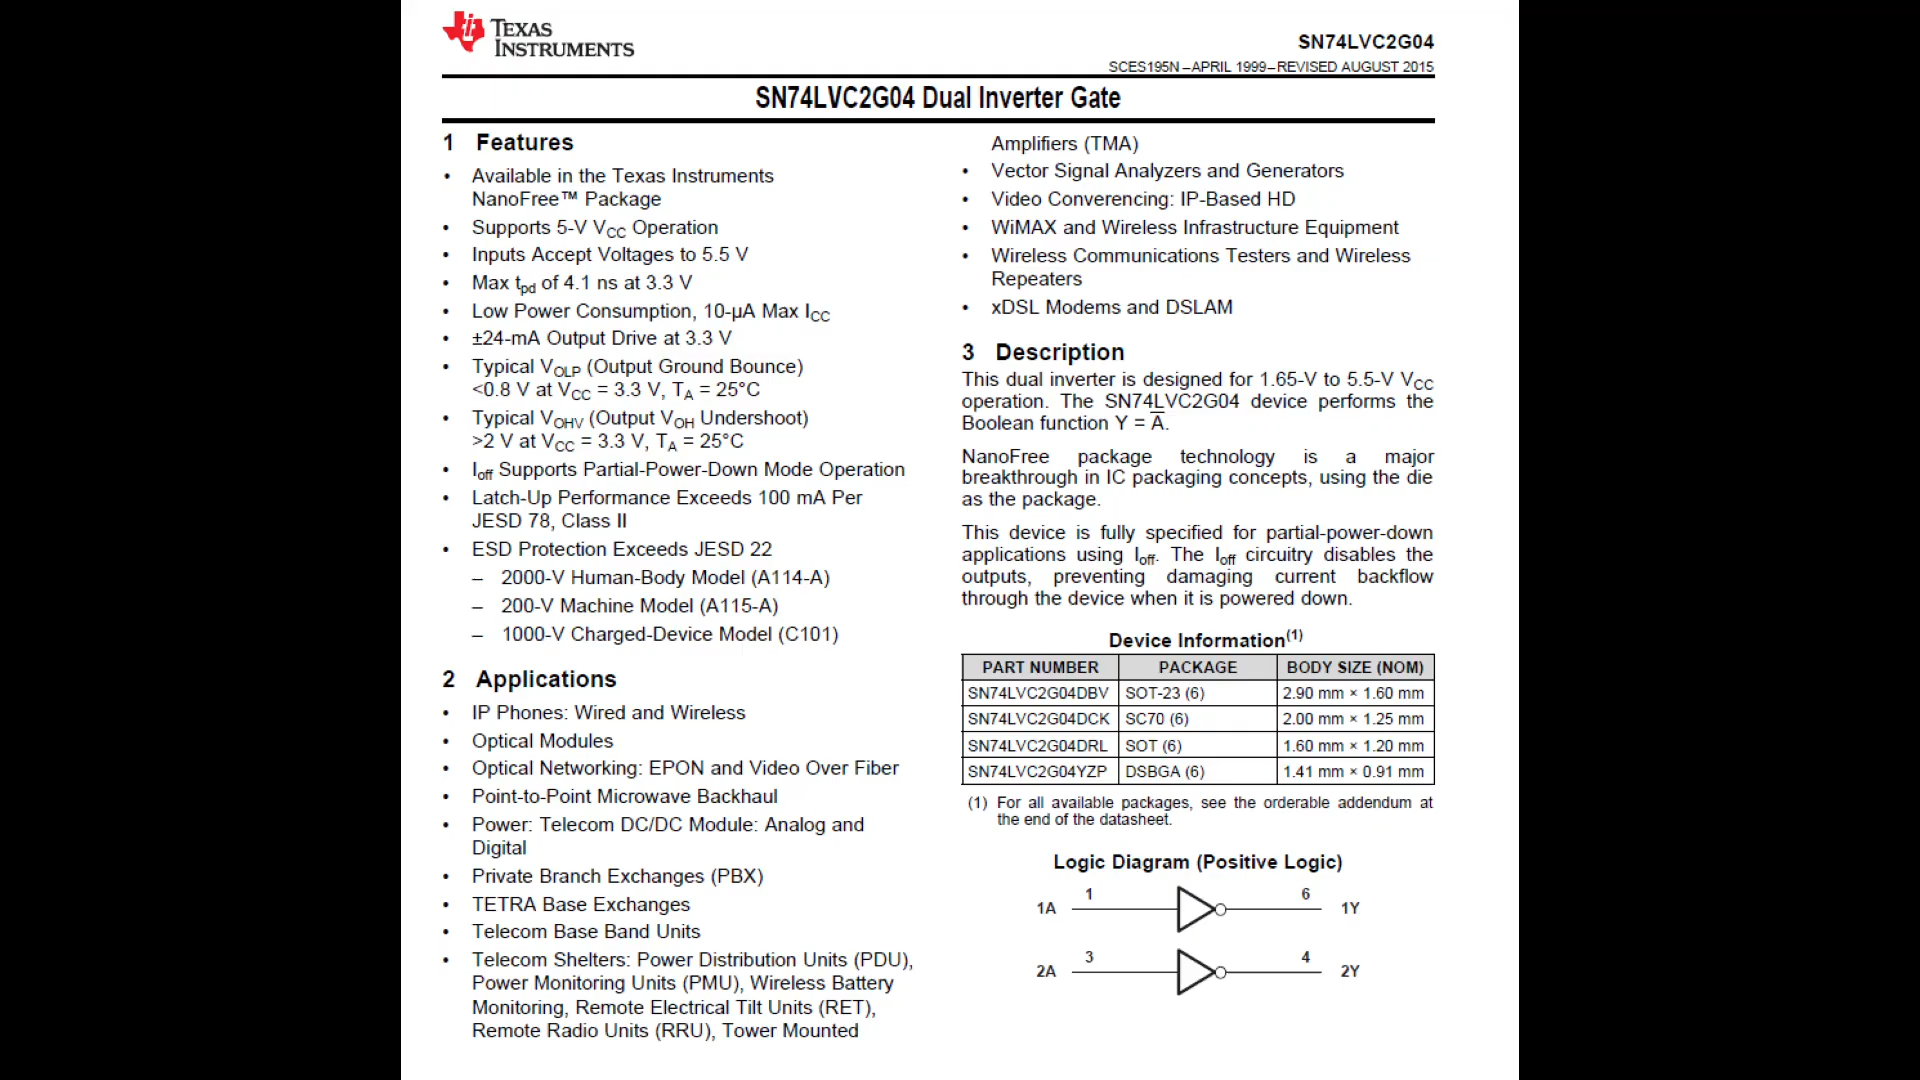 TEXAS
INSTRUMENTS
SN74LVC2G04
SCES195N –APRIL 1999–REVISED AUGUST 2015
SN74LVC2G04 Dual Inverter Gate
1 Features
• Available in the Texas Instruments
NanoFree™ Package
• Supports 5-V VCC Operation
• Inputs Accept Voltages to 5.5 V
• Max tpd of 4.1 ns at 3.3 V
• Low Power Consumption, 10-μA Max ICC
• ±24-mA Output Drive at 3.3 V
• Typical VOLP (Output Ground Bounce)
<0.8 V at VCC = 3.3 V, TA = 25°C
• Typical VOHV (Output VOH Undershoot)
>2 V at VCC = 3.3 V, TA = 25°C
• Ioff Supports Partial-Power-Down Mode Operation
• Latch-Up Performance Exceeds 100 mA Per
JESD 78, Class II
• ESD Protection Exceeds JESD 22
– 2000-V Human-Body Model (A114-A)
– 200-V Machine Model (A115-A)
– 1000-V Charged-Device Model (C101)
2 Applications
• IP Phones: Wired and Wireless
• Optical Modules
• Optical Networking: EPON and Video Over Fiber
• Point-to-Point Microwave Backhaul
• Power: Telecom DC/DC Module: Analog and
Digital
• Private Branch Exchanges (PBX)
• TETRA Base Exchanges
• Telecom Base Band Units
• Telecom Shelters: Power Distribution Units (PDU),
Power Monitoring Units (PMU), Wireless Battery
Monitoring, Remote Electrical Tilt Units (RET),
Remote Radio Units (RRU), Tower Mounted
Amplifiers (TMA)
• Vector Signal Analyzers and Generators
• Video Converencing: IP-Based HD
• WiMAX and Wireless Infrastructure Equipment
• Wireless Communications Testers and Wireless
Repeaters
• xDSL Modems and DSLAM
3 Description
This dual inverter is designed for 1.65-V to 5.5-V VCC
operation. The SN74LVC2G04 device performs the
Boolean function Y = A̅.
NanoFree package technology is a major
breakthrough in IC packaging concepts, using the die
as the package.
This device is fully specified for partial-power-down
applications using Ioff. The Ioff circuitry disables the
outputs, preventing damaging current backflow
through the device when it is powered down.
Device Information(1)
PART NUMBER PACKAGE BODY SIZE (NOM)
SN74LVC2G04DBV SOT-23 (6) 2.90 mm × 1.60 mm
SN74LVC2G04DCK SC70 (6) 2.00 mm × 1.25 mm
SN74LVC2G04DRL SOT (6) 1.60 mm × 1.20 mm
SN74LVC2G04YZP DSBGA (6) 1.41 mm × 0.91 mm
(1) For all available packages, see the orderable addendum at
the end of the datasheet.
Logic Diagram (Positive Logic)
1A 1 6 1Y
2A 3 4 2Y